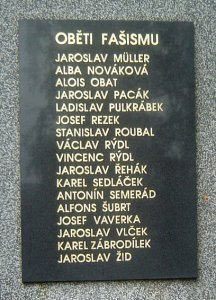 OBĚTI FAŠISMU
JAROSLAV MÜLLER
ALBA NOVÁKOVÁ
ALOIS OBAT
JAROSLAV PACÁK
LADISLAV PULKRÁBEK
JOSEF REZEK
STANISLAV ROUBAL
VÁCLAV RÝDL
VINCENC RÝDL
JAROSLAV ŘEHÁK
KAREL SEDLÁČEK
ANTONÍN SEMERÁD
ALFONS ŠUBRT
JOSEF VAVERKA
JAROSLAV VLČEK
KAREL ZÁBRODÍLEK
JAROSLAV ŽID